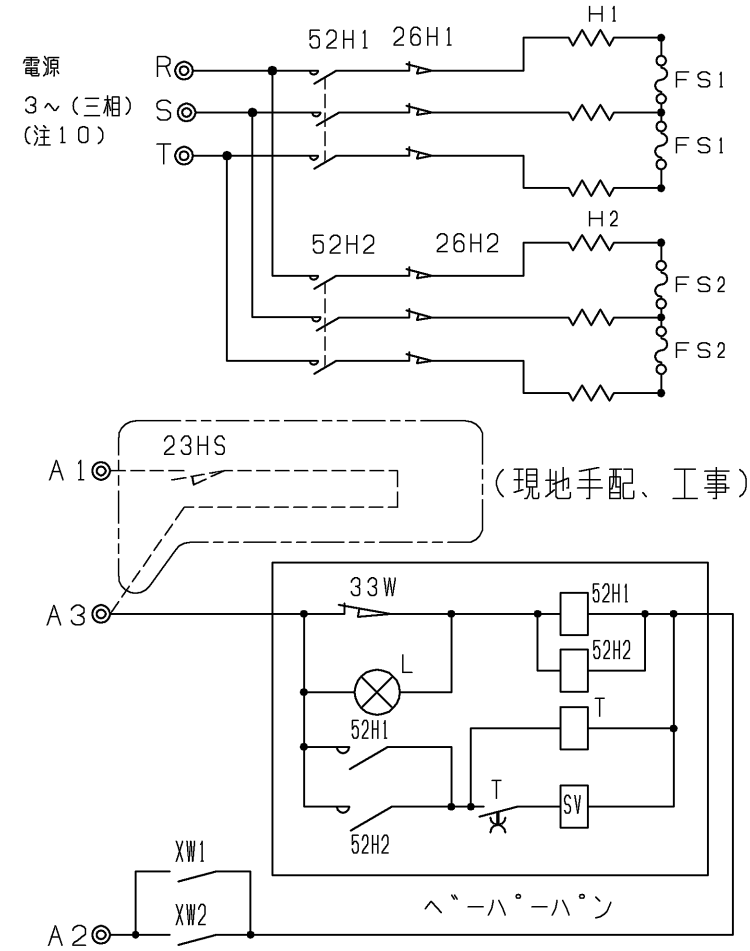 H1
52H1 26H1
電源
R
FS1
3～(三相)
S
(注10)
FS1
T
H2
52H2 26H2
FS2
FS2
23HS
A1
(現地手配、工事)
33W
52H1
A3
52H2
L
T
52H1
T
SV
52H2
XW1
ベーパーパン
XW2
A2